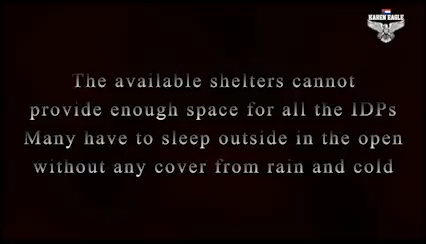 KAREN EAGLE
The available shelters cannot
provide enough space for all the IDPs
Many have to sleep outside in the open
without any cover from rain and cold